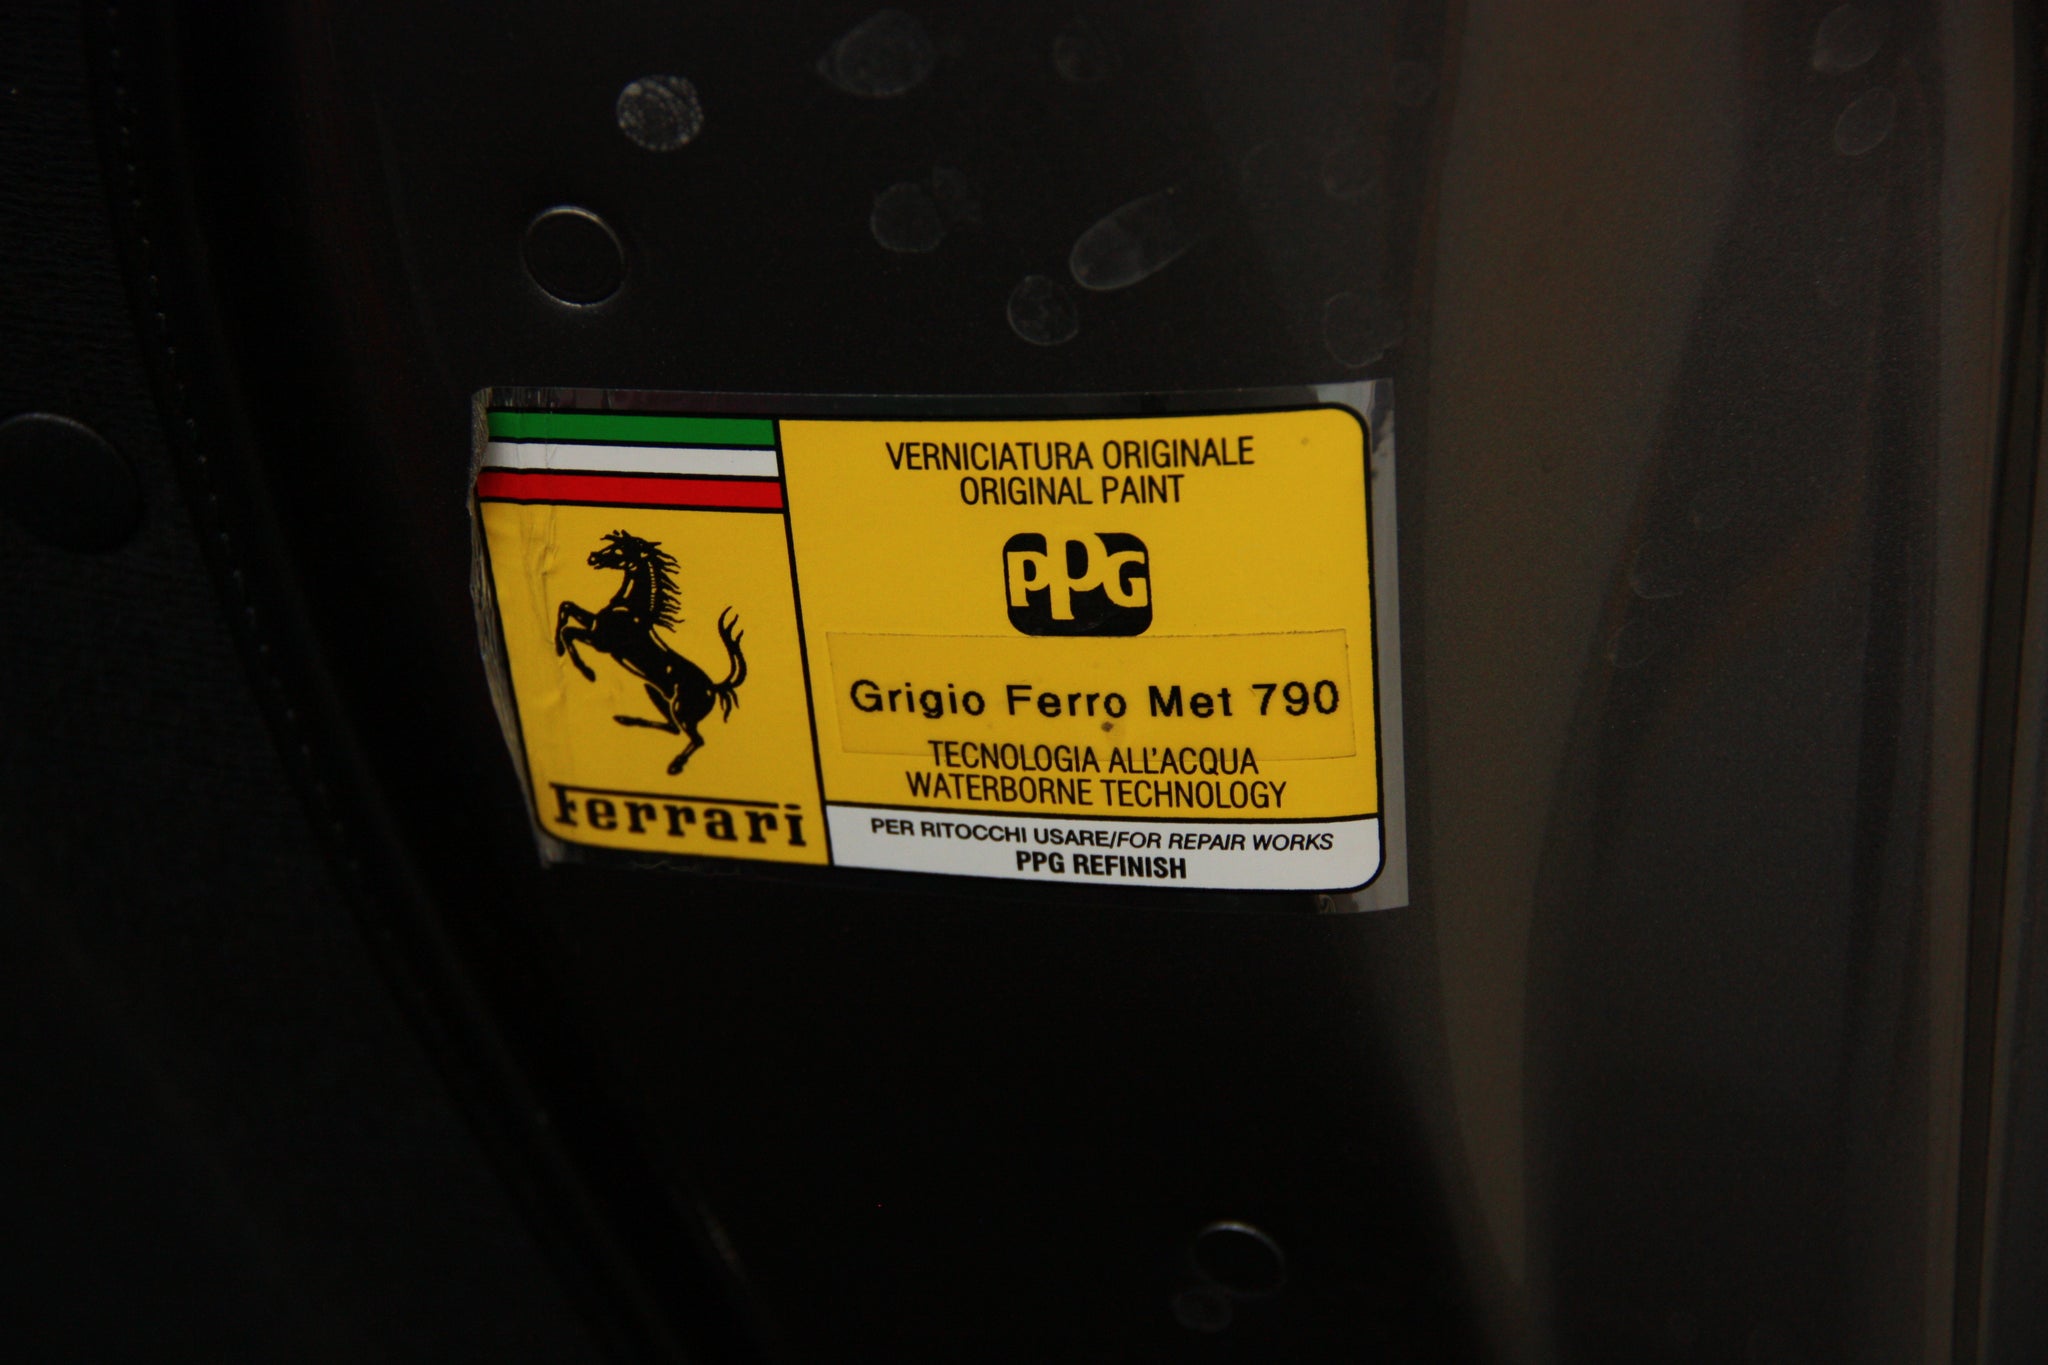 Ferrari
VERNICIATURA ORIGINALE
ORIGINAL PAINT
PPG
Grigio Ferro Met 790
TECNOLOGIA ALL'ACQUA
WATERBORNE TECHNOLOGY
PER RITOCCHI USARE/FOR REPAIR WORKS
PPG REFINISH